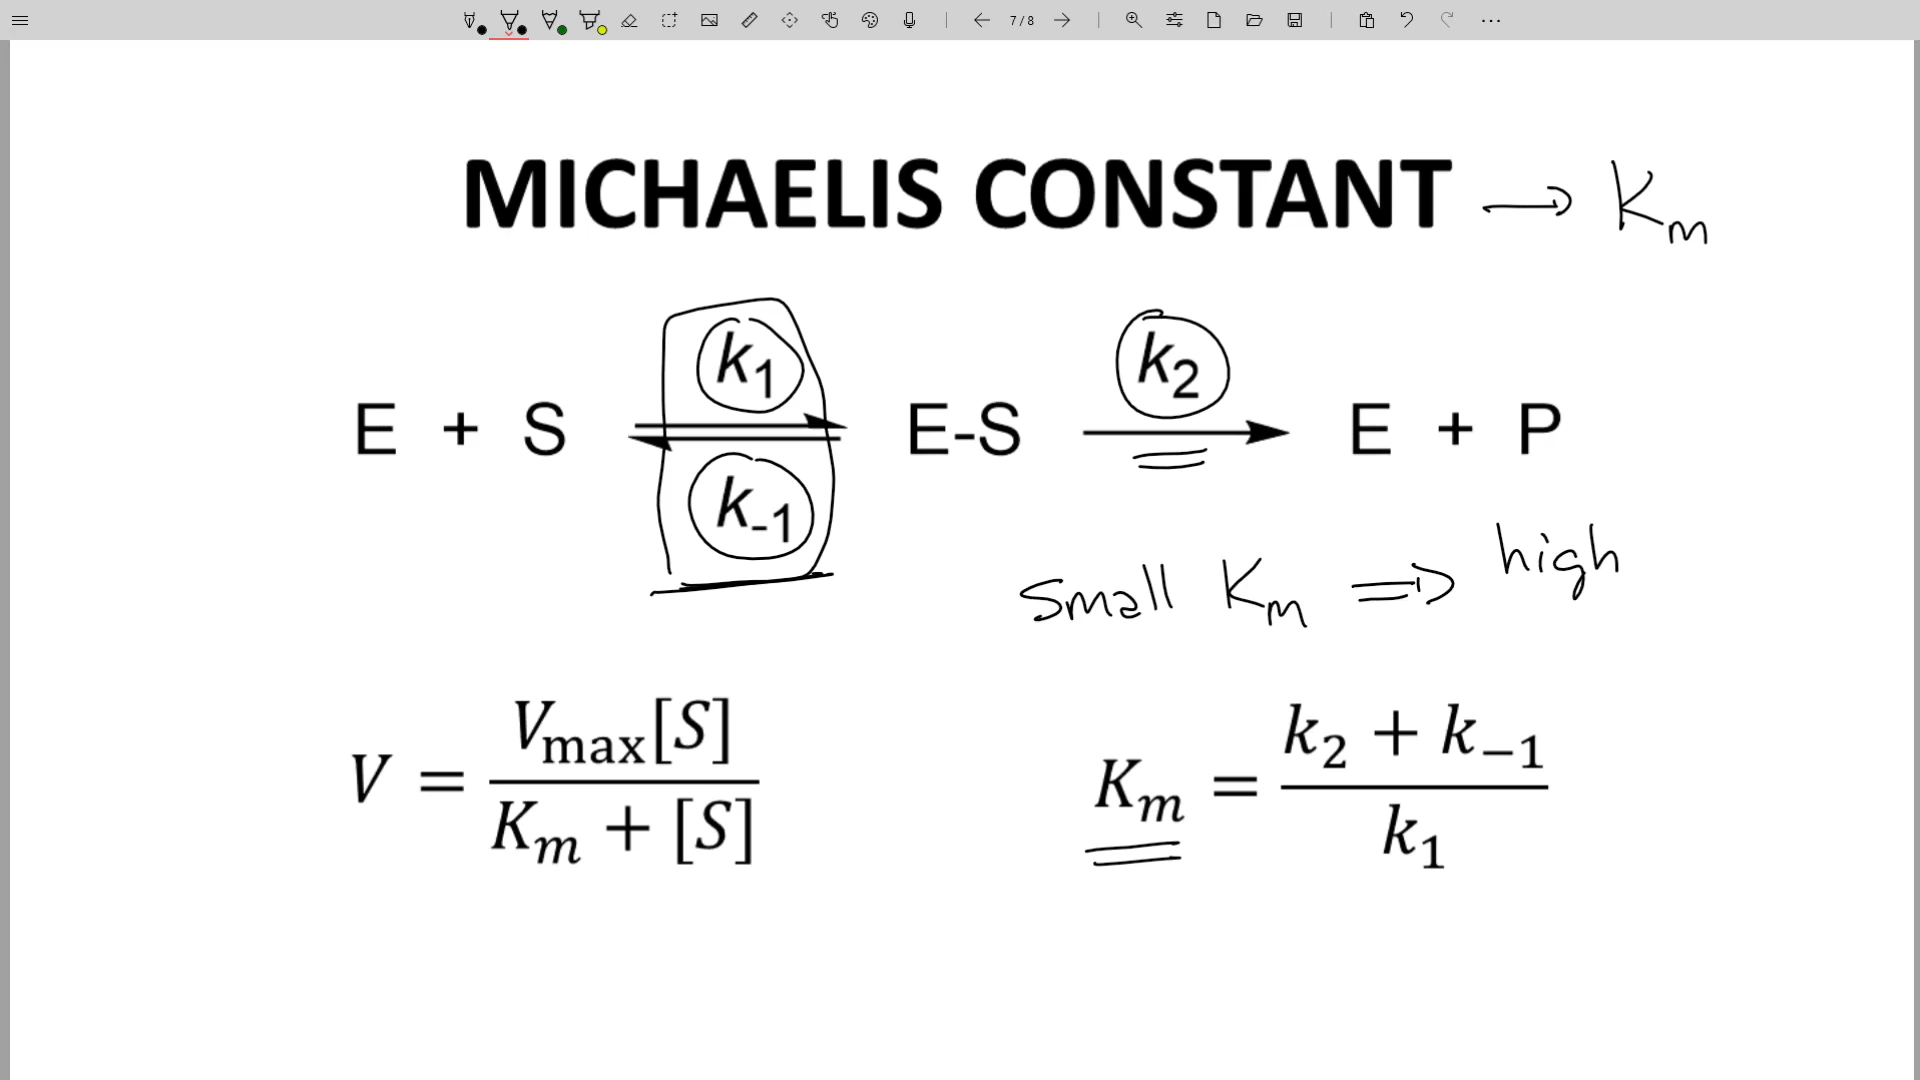 7 / 8
MICHAELIS CONSTANT → Km
k1 k2
E + S ⇌ E-S → E + P
k-1
small Km ⇒ high
V = Vmax[S] / Km + [S]
Km = k2 + k−1 / k1